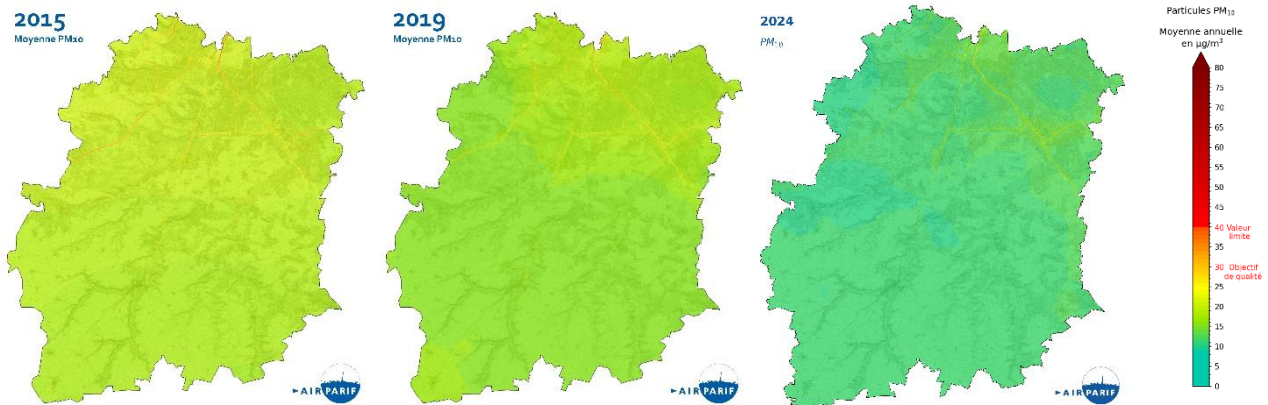 2015
Moyenne PM10
2019
Moyenne PM10
2024
PM₁₀
Particules PM₁₀
Moyenne annuelle
en µg/m³
80
75
70
65
60
55
50
45
40 Valeur
limite
35
30 Objectif
de qualité
25
20
15
10
5
0
AIRPARIF
AIRPARIF
AIRPARIF